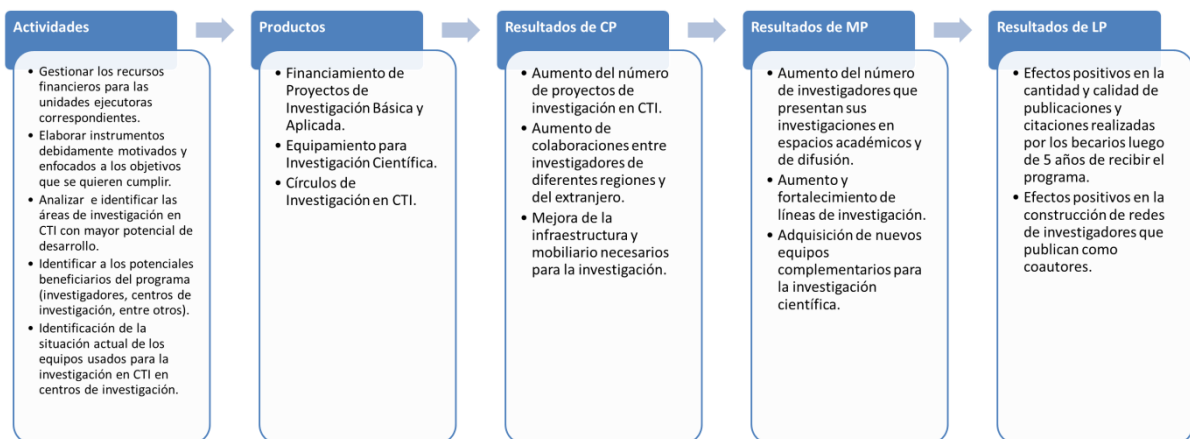 Actividades
• Gestionar los recursos
financieros para las
unidades ejecutoras
correspondientes.
• Elaborar instrumentos
debidamente motivados y
enfocados a los objetivos
que se quieren cumplir.
• Analizar e identificar las
áreas de investigación en
CTI con mayor potencial de
desarrollo.
• Identificar a los potenciales
beneficiarios del programa
(investigadores, centros de
investigación, entre otros).
• Identificación de la
situación actual de los
equipos usados para la
investigación en CTI en
centros de investigación.
Productos
• Financiamiento de
Proyectos de
Investigación Básica y
Aplicada.
• Equipamiento para
Investigación Científica.
• Círculos de
Investigación en CTI.
Resultados de CP
• Aumento del número
de proyectos de
investigación en CTI.
• Aumento de
colaboraciones entre
investigadores de
diferentes regiones y
del extranjero.
• Mejora de la
infraestructura y
mobiliario necesarios
para la investigación.
Resultados de MP
• Aumento del número
de investigadores que
presentan sus
investigaciones en
espacios académicos y
de difusión.
• Aumento y
fortalecimiento de
líneas de investigación.
• Adquisición de nuevos
equipos
complementarios para
la investigación
científica.
Resultados de LP
• Efectos positivos en la
cantidad y calidad de
publicaciones y
citaciones realizadas
por los becarios luego
de 5 años de recibir el
programa.
• Efectos positivos en la
construcción de redes
de investigadores que
publican como
coautores.